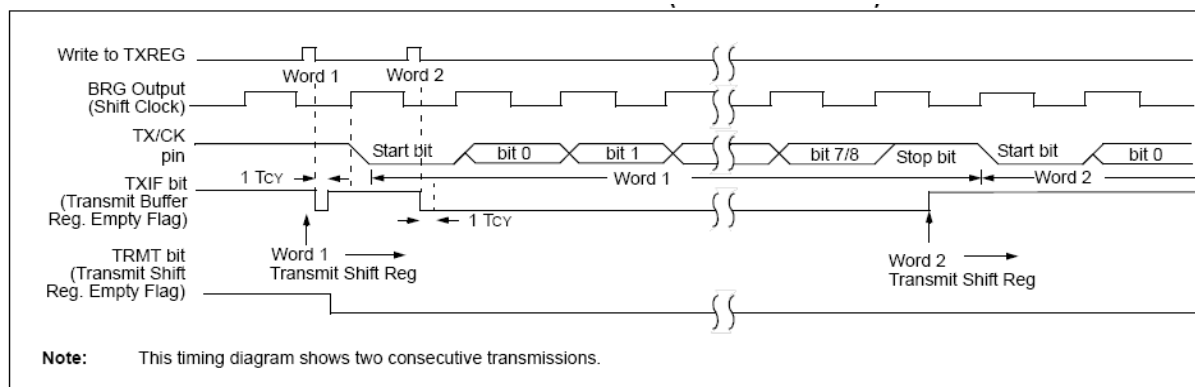 Write to TXREG
Word 1
Word 2
BRG Output
(Shift Clock)
TX/CK
pin
Start bit
bit 0
bit 1
bit 7/8
Stop bit
Start bit
bit 0
Word 1
Word 2
1 TCY
TXIF bit
(Transmit Buffer
Reg. Empty Flag)
1 TCY
Word 1
Transmit Shift Reg
Word 2
Transmit Shift Reg
TRMT bit
(Transmit Shift
Reg. Empty Flag)
Note: This timing diagram shows two consecutive transmissions.